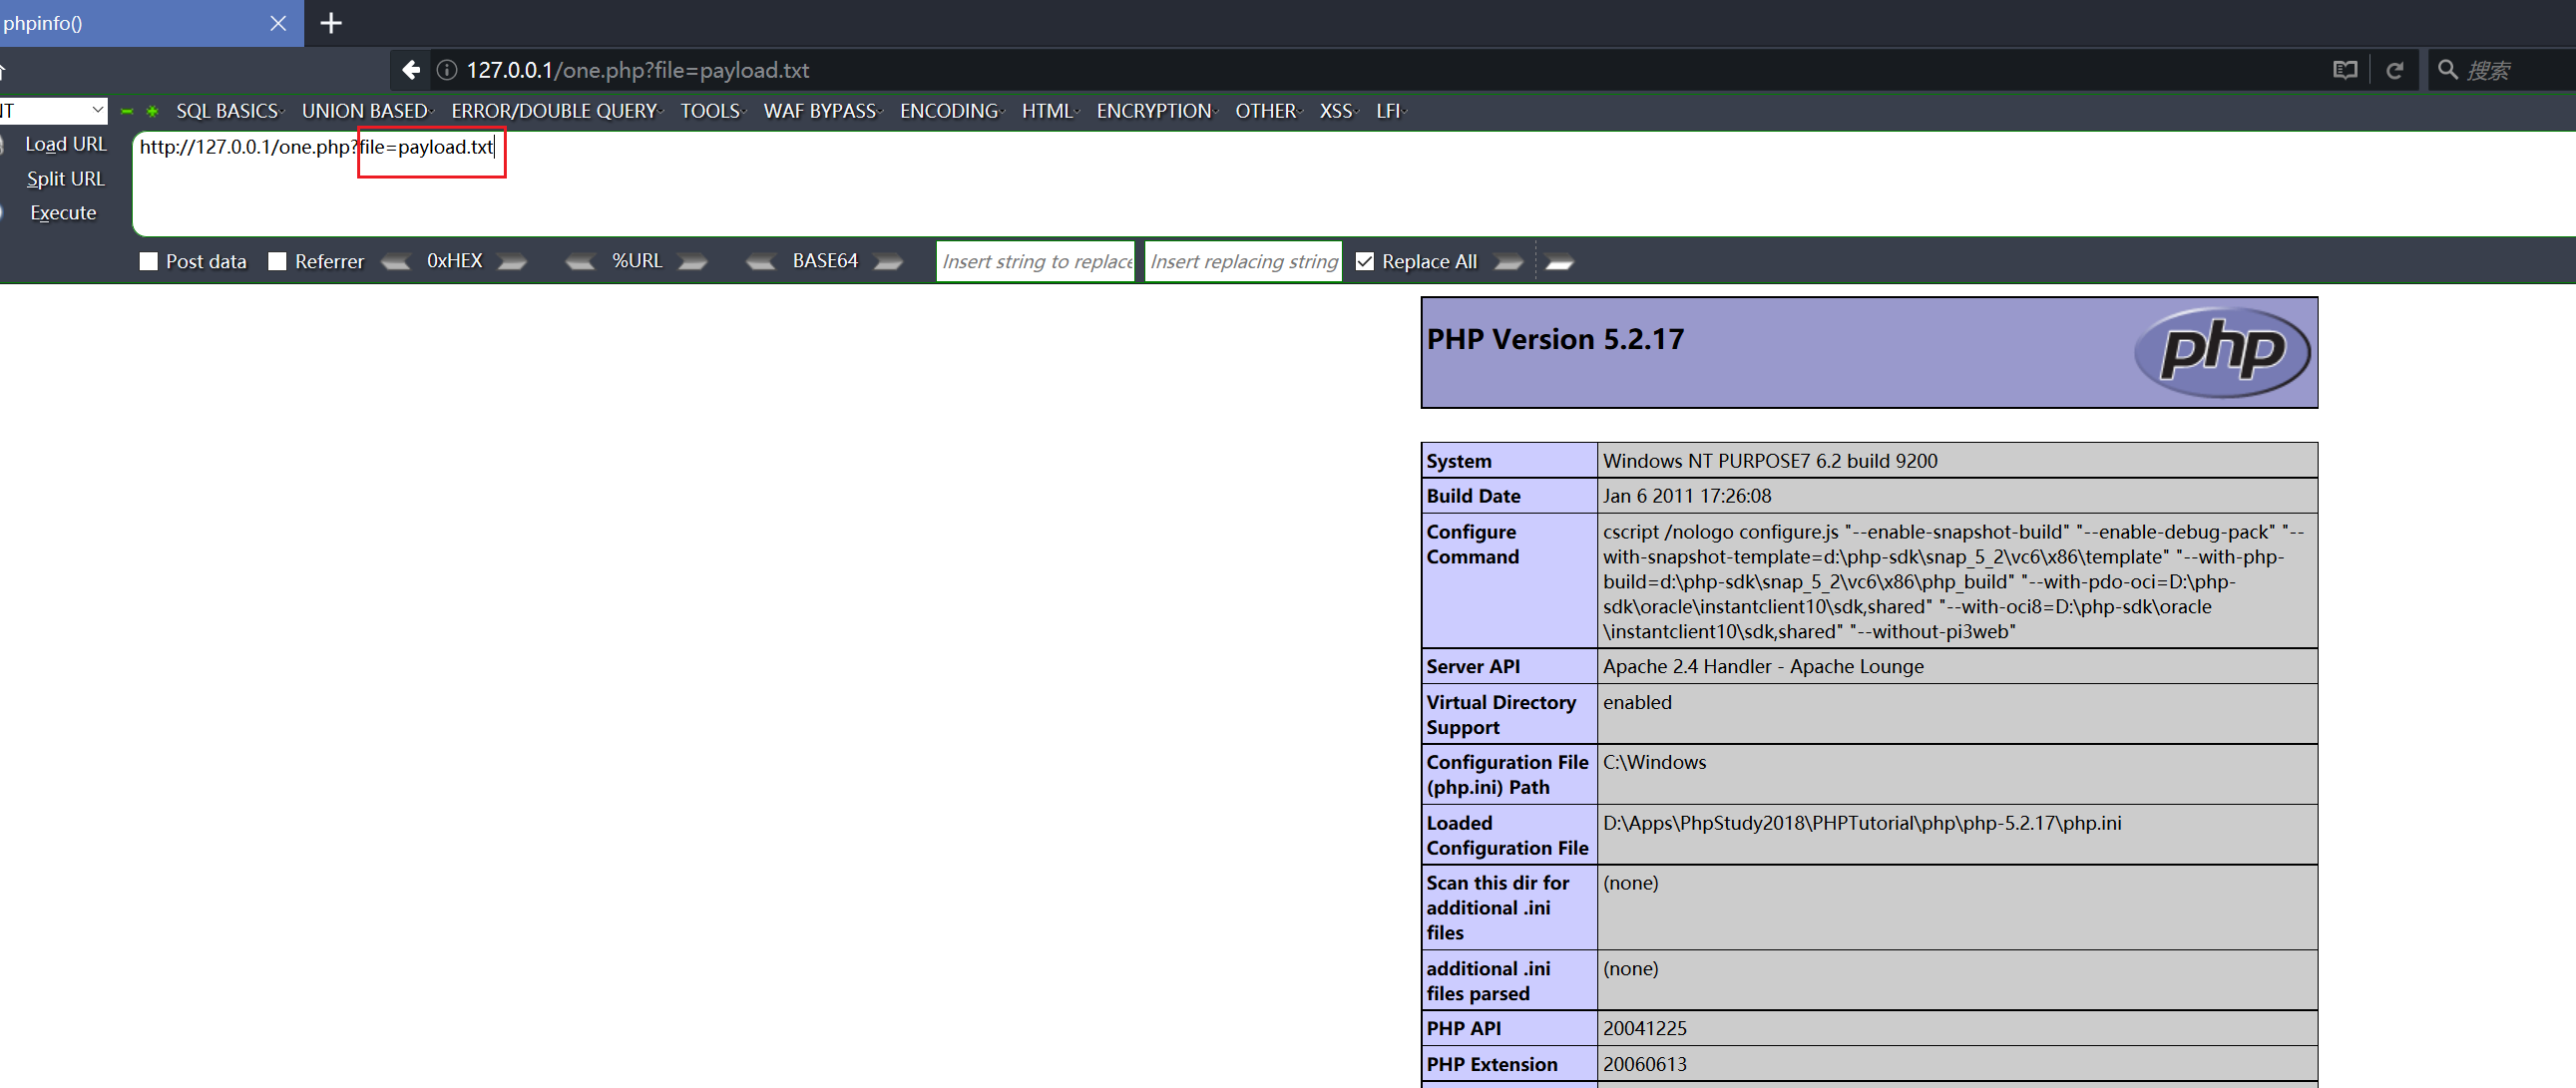 phpinfo()
127.0.0.1/one.php?file=payload.txt
搜索
SQL BASICS UNION BASED ERROR/DOUBLE QUERY TOOLS WAF BYPASS ENCODING HTML ENCRYPTION OTHER XSS LFI
Load URL
http://127.0.0.1/one.php?file=payload.txt
Split URL
Execute
Post data Referrer 0xHEX %URL BASE64 Insert string to replace Insert replacing string Replace All
PHP Version 5.2.17
php
System Windows NT PURPOSE7 6.2 build 9200
Build Date Jan 6 2011 17:26:08
Configure Command
cscript /nologo configure.js "--enable-snapshot-build" "--enable-debug-pack" "--
with-snapshot-template=d:\php-sdk\snap_5_2\vc6\x86\template" "--with-php-
build=d:\php-sdk\snap_5_2\vc6\x86\php_build" "--with-pdo-oci=D:\php-
sdk\oracle\instantclient10\sdk,shared" "--with-oci8=D:\php-sdk\oracle
\instantclient10\sdk,shared" "--without-pi3web"
Server API Apache 2.4 Handler - Apache Lounge
Virtual Directory
Support
enabled
Configuration File
(php.ini) Path
C:\Windows
Loaded
Configuration File
D:\Apps\PhpStudy2018\PHPTutorial\php\php-5.2.17\php.ini
Scan this dir for
additional .ini
files
(none)
additional .ini
files parsed
(none)
PHP API 20041225
PHP Extension 20060613